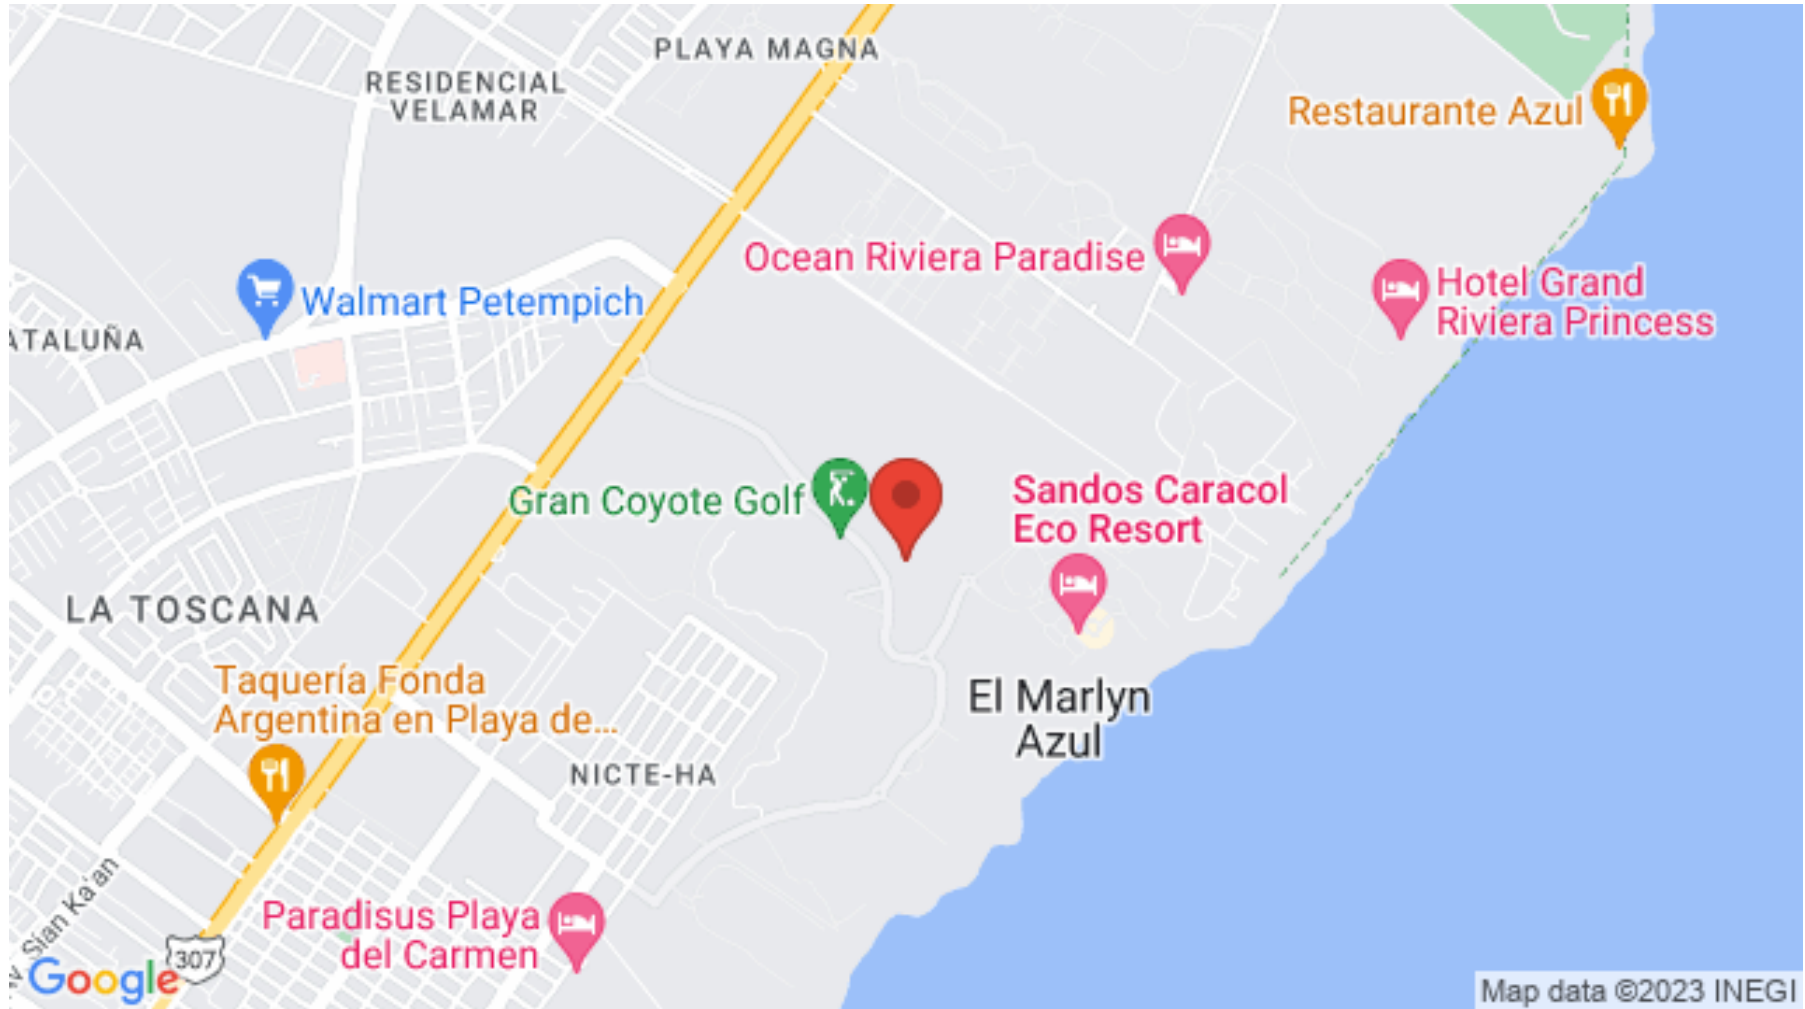 PLAYA MAGNA
RESIDENCIAL
VELAMAR
Restaurante Azul
Ocean Riviera Paradise
Hotel Grand
Riviera Princess
Walmart Petempich
ATALUÑA
Gran Coyote Golf
Sandos Caracol
Eco Resort
LA TOSCANA
Taquería Fonda
Argentina en Playa de...
El Marlyn
Azul
NICTE-HA
Sian Ka'an
Paradisus Playa
del Carmen
307
Google
Map data ©2023 INEGI